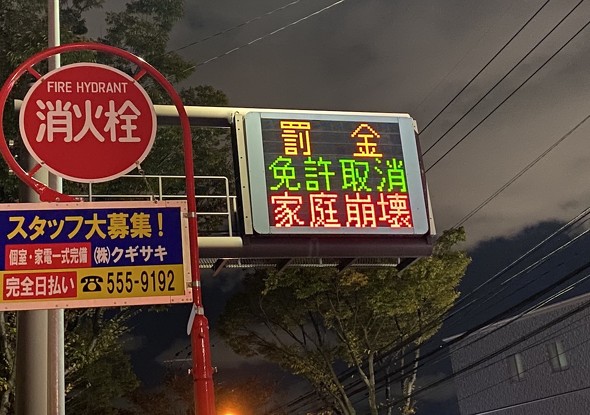 FIRE HYDRANT
消火栓
スタッフ大募集！
個室・家電一式完備 (株)クギサキ
完全日払い ☎555-9192
罰 金
免許取消
家庭崩壊